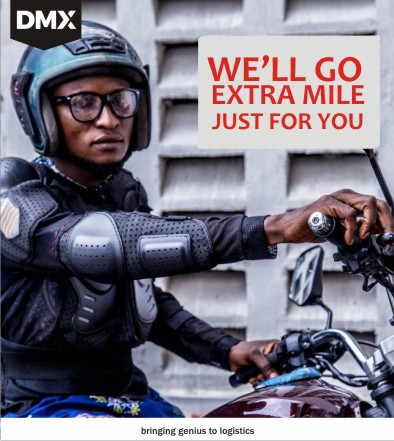 DMX
WE'LL GO
EXTRA MILE
JUST FOR YOU
bringing genius to logistics